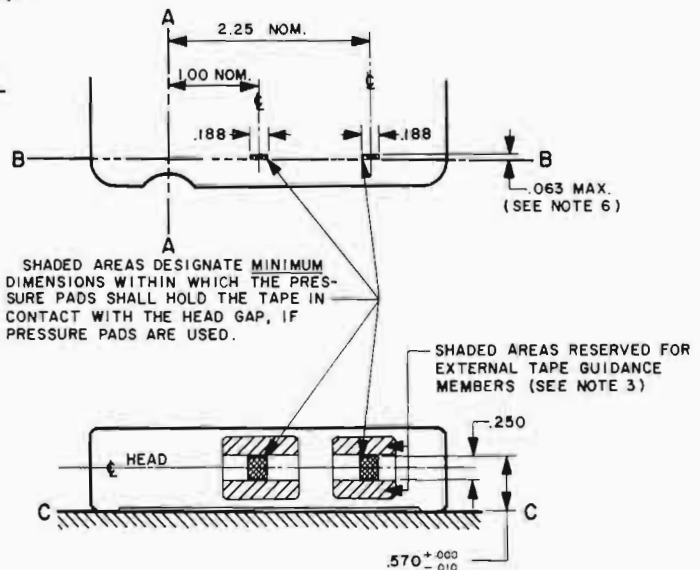 A
2.25 NOM.
1.00 NOM.
℄
℄
.188
.188
B
B
.063 MAX.
(SEE NOTE 6)
A
SHADED AREAS DESIGNATE MINIMUM
DIMENSIONS WITHIN WHICH THE PRES-
SURE PADS SHALL HOLD THE TAPE IN
CONTACT WITH THE HEAD GAP, IF
PRESSURE PADS ARE USED.
SHADED AREAS RESERVED FOR
EXTERNAL TAPE GUIDANCE
MEMBERS (SEE NOTE 3)
.250
℄ HEAD
C
C
.570 +.000
-.010